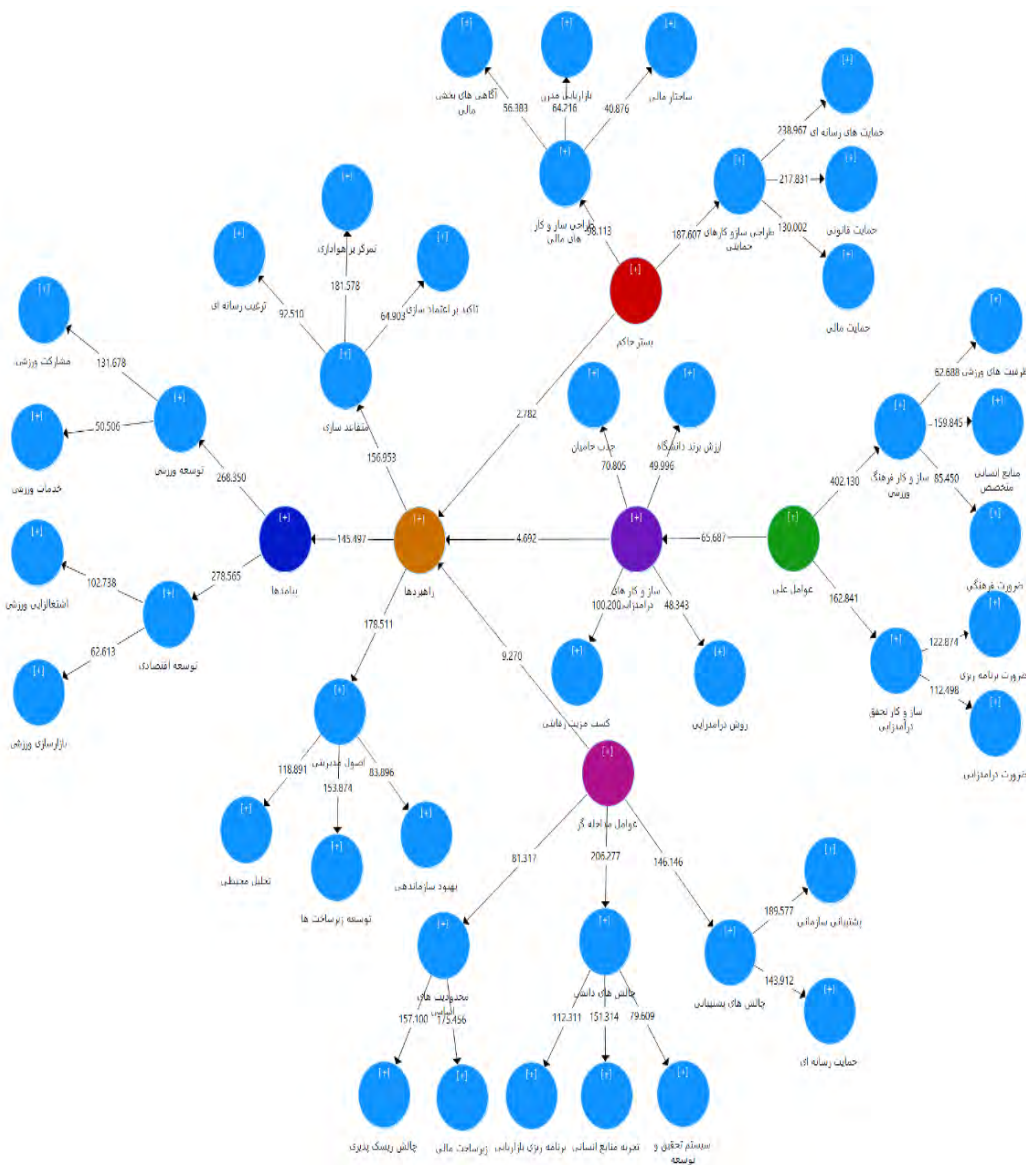 [+]
[+]
[+]
آگاهی های بخشی
مالی
بازاریابی مدرن
ساختار مالی
56.383
64.216
40.876
[+]
حمایت های رسانه ای
238.967
[+]
طراحی ساز و کار
های مالی
[+]
طراحی سازو کارهای
حمایتی
217.831
[+]
حمایت قانونی
130.002
[+]
حمایت مالی
187.607
[+]
تمرکز بر هواداری
[+]
ترغیب رسانه ای
[+]
تاکید بر اعتماد سازی
92.510
181.578
64.903
[+]
بستر حاکم
[+]
مشارکت ورزشی
131.678
[+]
متقاعد سازی
2.782
[+]
جذب حامیان
[+]
ارزش برند دانشگاه
[+]
ظرفیت های ورزشی
62.688
[+]
ساز و کار فرهنگ
ورزشی
159.845
[+]
منابع انسانی
متخصص
85.450
[+]
خدمات ورزشی
50.506
[+]
توسعه ورزشی
156.953
70.805
49.996
402.130
[+]
ضرورت فرهنگی
268.350
[+]
پیامدها
145.497
[+]
راهبردها
4.692
[+]
ساز و کار های
درآمدزایی
65.687
[+]
عوامل علی
[+]
اشتغالزایی ورزشی
102.738
278.565
[+]
توسعه اقتصادی
62.613
[+]
بازارسازی ورزشی
178.511
9.270
100.200
48.343
162.841
[+]
ضرورت برنامه ریزی
122.874
[+]
ساز و کار تحقق
درآمدزایی
112.498
[+]
ضرورت درامدزایی
[+]
کسب مزیت رقابتی
[+]
روش درامدزایی
[+]
اصول مدیریتی
118.891
153.874
83.896
[+]
تحلیل محیطی
[+]
توسعه زیرساخت ها
[+]
بهبود سازماندهی
[+]
عوامل مداخله گر
81.317
206.277
146.146
[+]
محدودیت های
اساسی
[+]
چالش های دانشی
[+]
چالش های پشتیبانی
189.577
[+]
پشتیبانی سازمانی
143.912
[+]
حمایت رسانه ای
157.100
175.456
112.311
151.314
79.609
[+]
چالش ریسک پذیری
[+]
زیرساخت مالی
[+]
برنامه ریزی بازاریابی
[+]
تجربه منابع انسانی
[+]
سیستم تحقیق و
توسعه